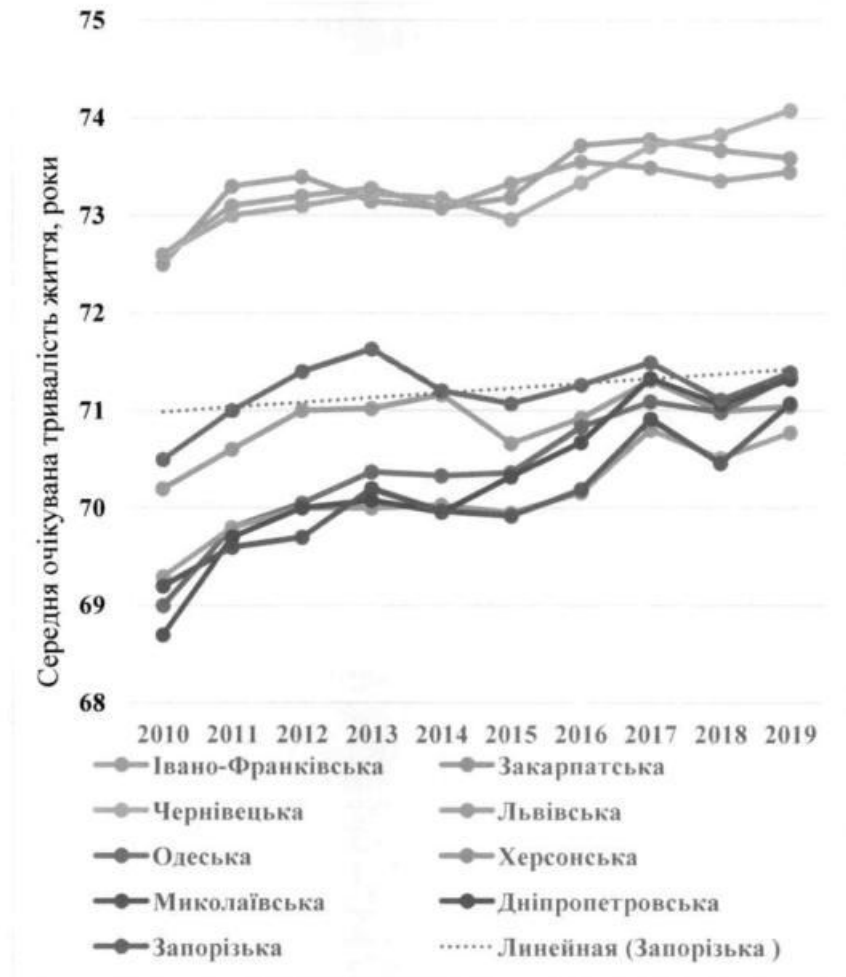 75
74
73
72
71
70
69
68
Середня очікувана тривалість життя, роки
2010 2011 2012 2013 2014 2015 2016 2017 2018 2019
Івано-Франківська Закарпатська
Чернівецька Львівська
Одеська Херсонська
Миколаївська Дніпропетровська
Запорізька Линейная (Запорізька )